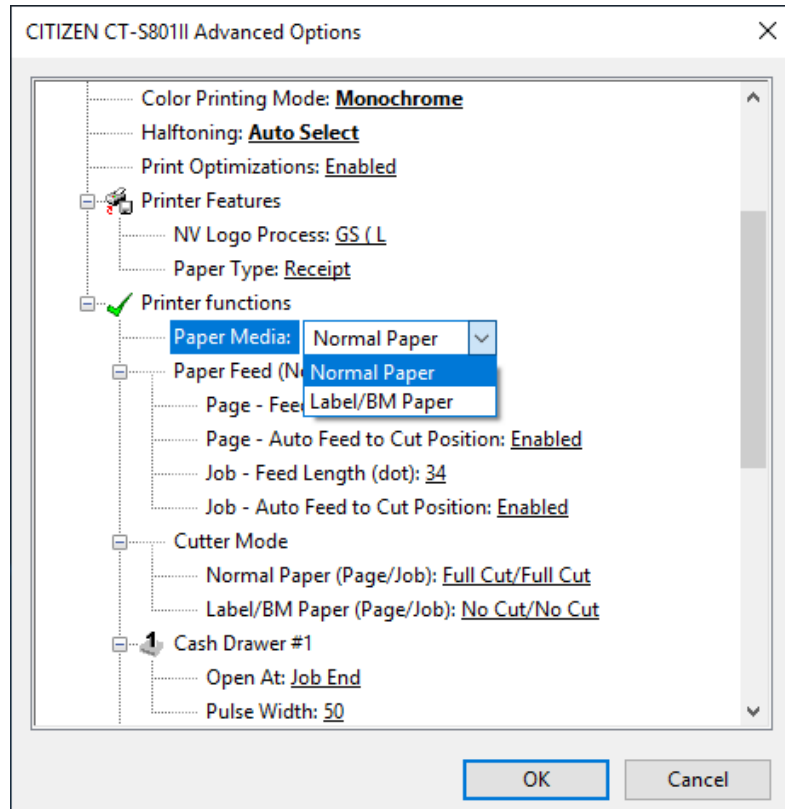 CITIZEN CT-S801II Advanced Options
Color Printing Mode: Monochrome
Halftoning: Auto Select
Print Optimizations: Enabled
Printer Features
NV Logo Process: GS ( L
Paper Type: Receipt
Printer functions
Paper Media: Normal Paper
Paper Feed (N
Normal Paper
Page - Fee
Label/BM Paper
Page - Auto Feed to Cut Position: Enabled
Job - Feed Length (dot): 34
Job - Auto Feed to Cut Position: Enabled
Cutter Mode
Normal Paper (Page/Job): Full Cut/Full Cut
Label/BM Paper (Page/Job): No Cut/No Cut
1 Cash Drawer #1
Open At: Job End
Pulse Width: 50
OK Cancel